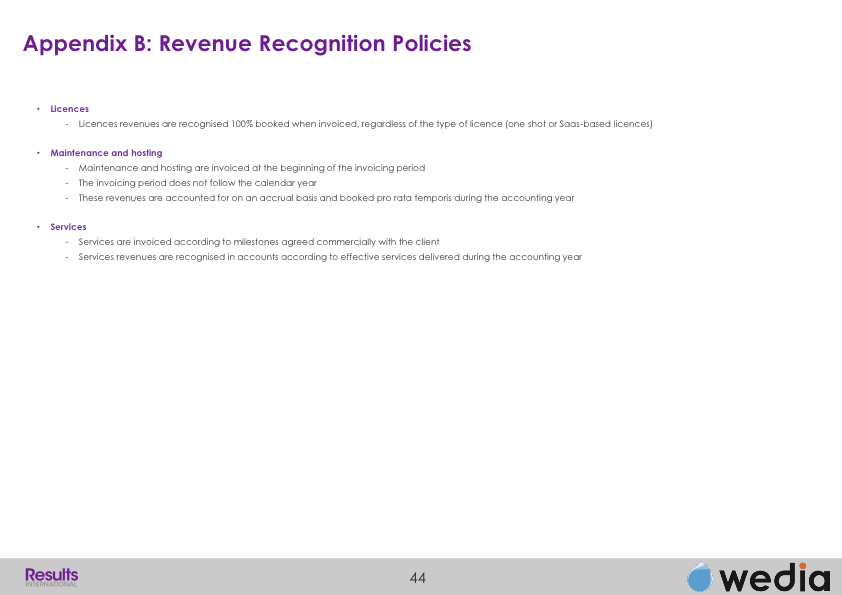 Appendix B: Revenue Recognition Policies
• Licences
- Licences revenues are recognised 100% booked when invoiced, regardless of the type of licence (one shot or Saas-based licences)
• Maintenance and hosting
- Maintenance and hosting are invoiced at the beginning of the invoicing period
- The invoicing period does not follow the calendar year
- These revenues are accounted for on an accrual basis and booked pro rata temporis during the accounting year
• Services
- Services are invoiced according to milestones agreed commercially with the client
- Services revenues are recognised in accounts according to effective services delivered during the accounting year
Results
INTERNATIONAL
44
wedia